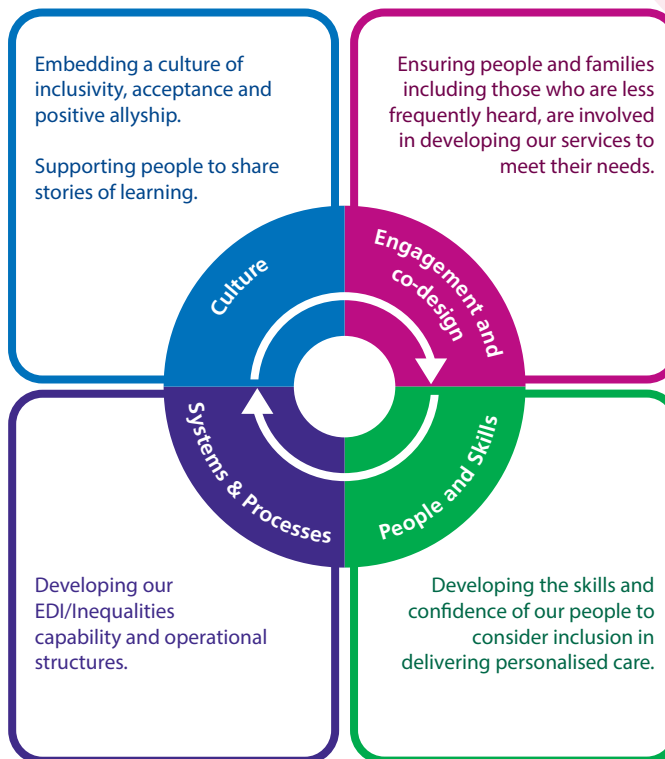 Embedding a culture of
inclusivity, acceptance and
positive allyship.
Supporting people to share
stories of learning.
Ensuring people and families
including those who are less
frequently heard, are involved
in developing our services to
meet their needs.
Culture
Engagement and
co-design
Systems & Processes
People and Skills
Developing our
EDI/Inequalities
capability and operational
structures.
Developing the skills and
confidence of our people to
consider inclusion in
delivering personalised care.